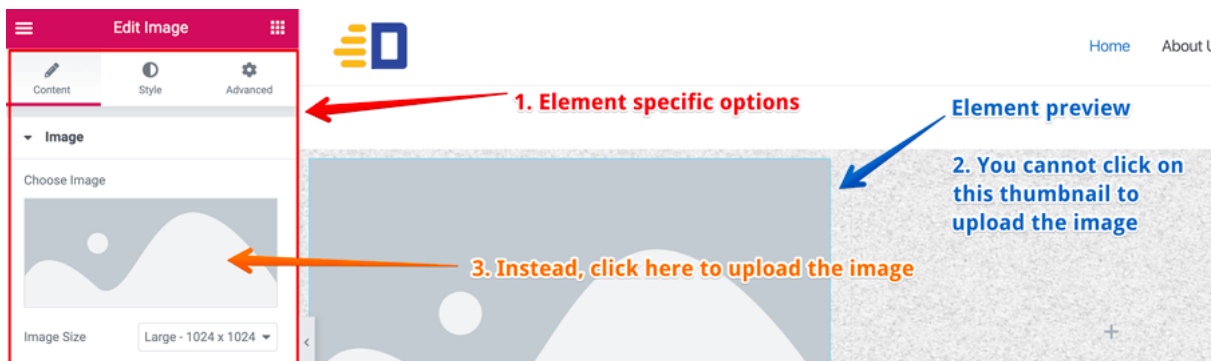 Edit Image
Home
About U
Content
Style
Advanced
1. Element specific options
Element preview
Image
2. You cannot click on
this thumbnail to
upload the image
Choose Image
3. Instead, click here to upload the image
Image Size
Large - 1024 x 1024